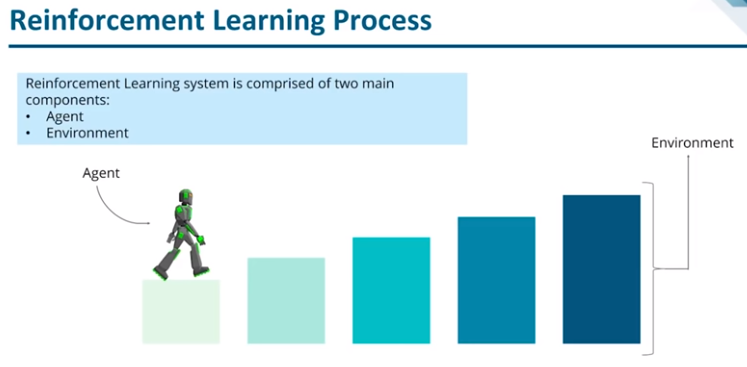 Reinforcement Learning Process
Reinforcement Learning system is comprised of two main
components:
• Agent
• Environment
Environment
Agent